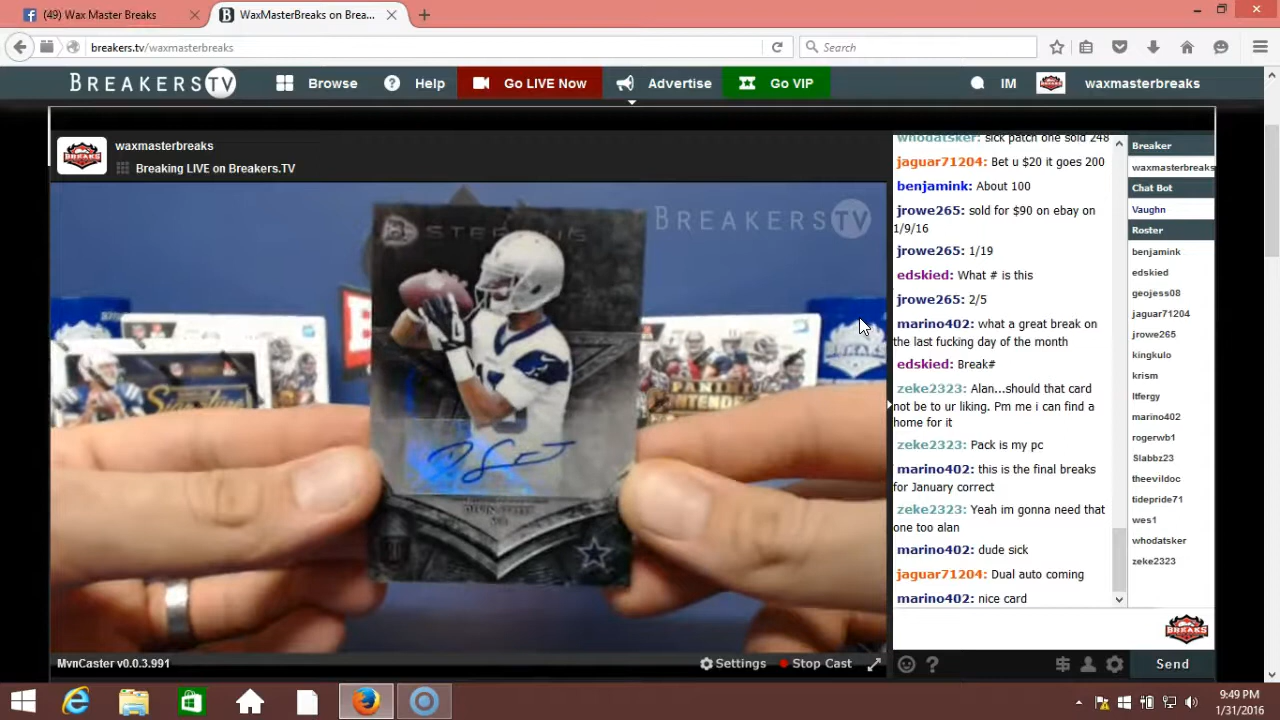 (49) Wax Master Breaks
WaxMasterBreaks on Brea...
breakers.tv/waxmasterbreaks
Search
BREAKERSTV
Browse
Help
Go LIVE Now
Advertise
Go VIP
IM
waxmasterbreaks
BREAKS
waxmasterbreaks
Breaking LIVE on Breakers.TV
BREAKERSTV
STERLING
PANINI
whodatsker: sick patch one sold 248
jaguar71204: Bet u $20 it goes 200
benjamink: About 100
jrowe265: sold for $90 on ebay on
1/9/16
jrowe265: 1/19
edskied: What # is this
jrowe265: 2/5
marino402: what a great break on
the last fucking day of the month
edskied: Break#
zeke2323: Alan...should that card
not be to ur liking. Pm me i can find a
home for it
zeke2323: Pack is my pc
marino402: this is the final breaks
for January correct
zeke2323: Yeah im gonna need that
one too alan
marino402: dude sick
jaguar71204: Dual auto coming
marino402: nice card
Breaker
waxmasterbreaks
Chat Bot
Vaughn
Roster
benjamink
edskied
geojess08
jaguar71204
jrowe265
kingkulo
krism
ltfergy
marino402
rogerwb1
Slabbz23
theevildoc
tidepride71
wes1
whodatsker
zeke2323
BREAKS
MvnCaster v0.0.3.991
Settings
Stop Cast
Send
9:49 PM
1/31/2016